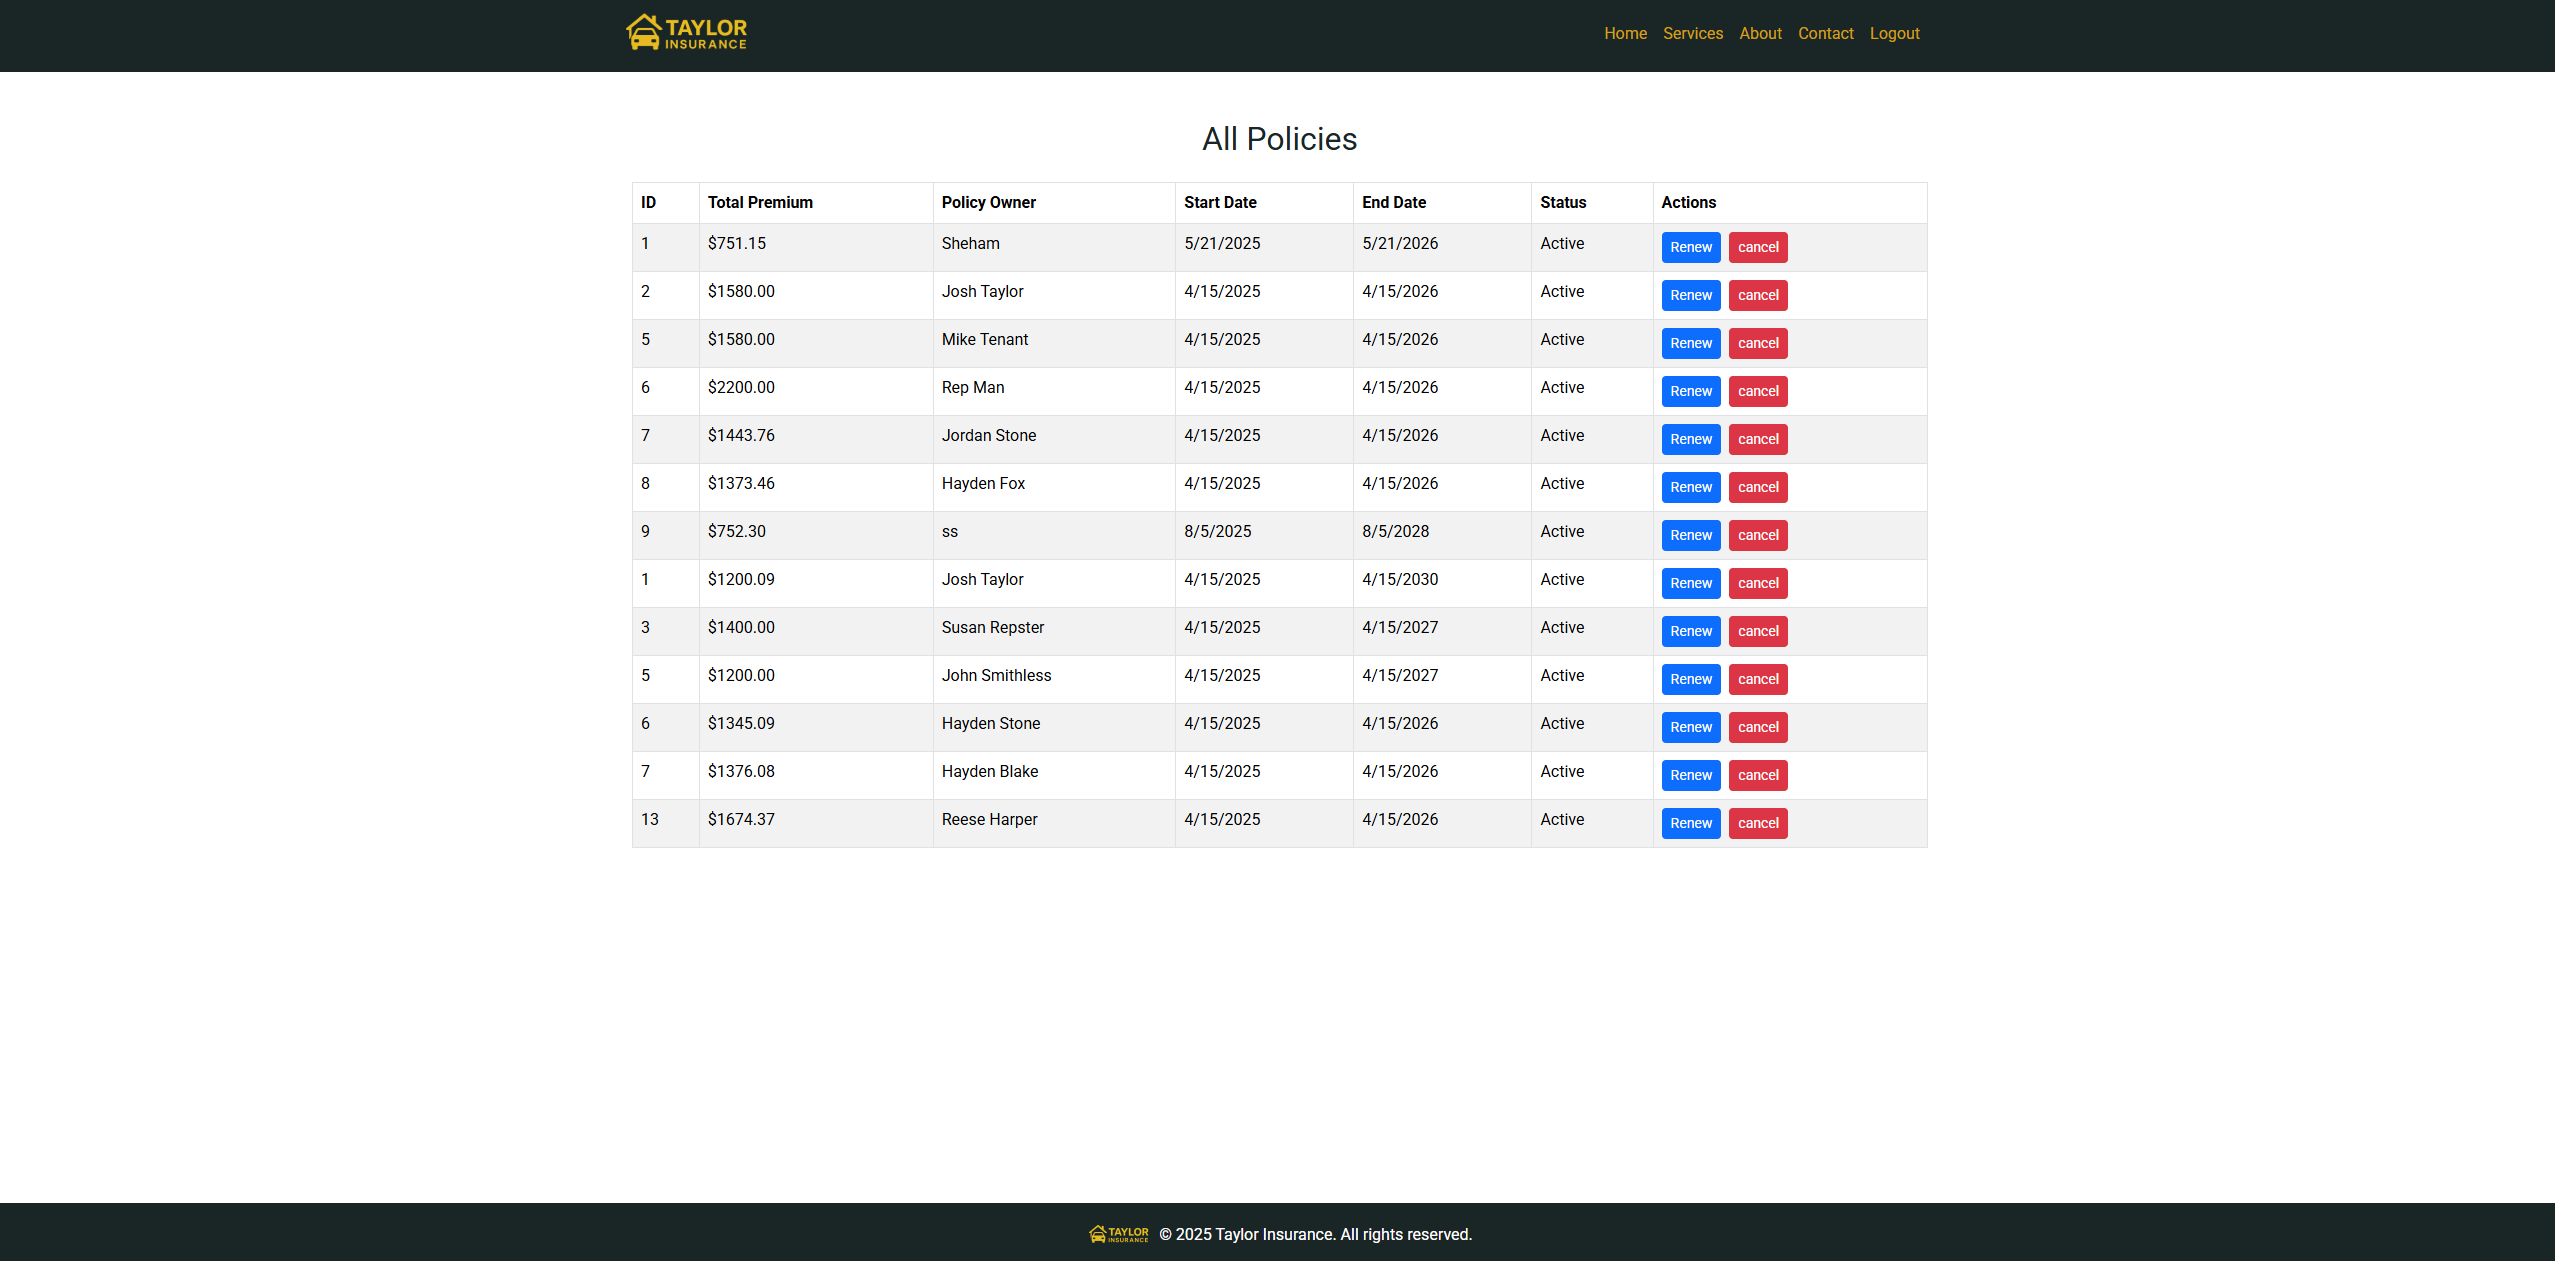 TAYLOR INSURANCE Home Services About Contact Logout
All Policies
ID Total Premium Policy Owner Start Date End Date Status Actions
1 $751.15 Sheham 5/21/2025 5/21/2026 Active Renew cancel
2 $1580.00 Josh Taylor 4/15/2025 4/15/2026 Active Renew cancel
5 $1580.00 Mike Tenant 4/15/2025 4/15/2026 Active Renew cancel
6 $2200.00 Rep Man 4/15/2025 4/15/2026 Active Renew cancel
7 $1443.76 Jordan Stone 4/15/2025 4/15/2026 Active Renew cancel
8 $1373.46 Hayden Fox 4/15/2025 4/15/2026 Active Renew cancel
9 $752.30 ss 8/5/2025 8/5/2028 Active Renew cancel
1 $1200.09 Josh Taylor 4/15/2025 4/15/2030 Active Renew cancel
3 $1400.00 Susan Repster 4/15/2025 4/15/2027 Active Renew cancel
5 $1200.00 John Smithless 4/15/2025 4/15/2027 Active Renew cancel
6 $1345.09 Hayden Stone 4/15/2025 4/15/2026 Active Renew cancel
7 $1376.08 Hayden Blake 4/15/2025 4/15/2026 Active Renew cancel
13 $1674.37 Reese Harper 4/15/2025 4/15/2026 Active Renew cancel
TAYLOR INSURANCE © 2025 Taylor Insurance. All rights reserved.